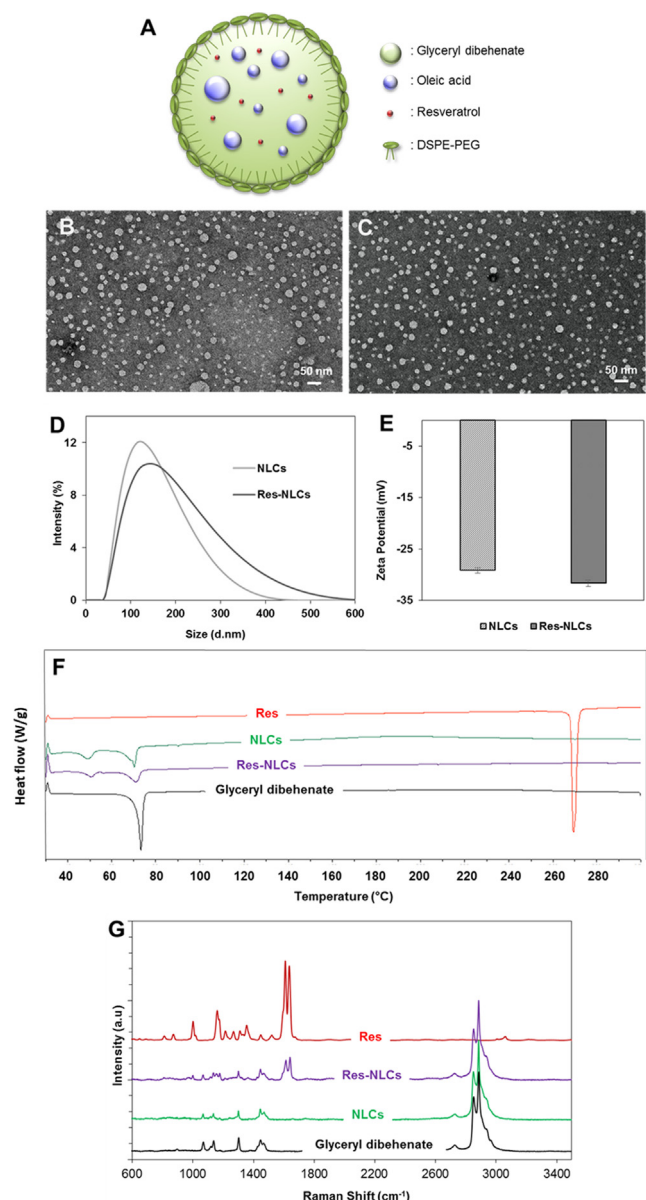 A
: Glyceryl dibehenate
: Oleic acid
: Resveratrol
: DSPE-PEG
B
50 nm
C
50 nm
D
12
8
4
0
Intensity (%)
NLCs
Res-NLCs
0 100 200 300 400 500 600
Size (d.nm)
E
-5
-15
-25
-35
Zeta Potential (mV)
NLCs Res-NLCs
F
Heat flow (W/g)
Res
NLCs
Res-NLCs
Glyceryl dibehenate
40 60 80 100 120 140 160 180 200 220 240 260 280
Temperature (°C)
G
Intensity (a.u)
Res
Res-NLCs
NLCs
Glyceryl dibehenate
600 1000 1400 1800 2200 2600 3000 3400
Raman Shift (cm⁻¹)